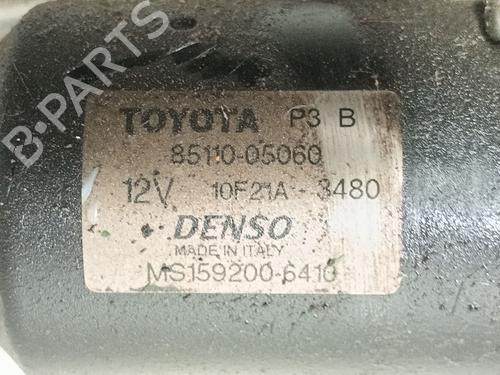 B-PARTS
TOYOTA P3 B
85110-05060
12V 10F21A - 3480
DENSO
MADE IN ITALY
MS159200-6410